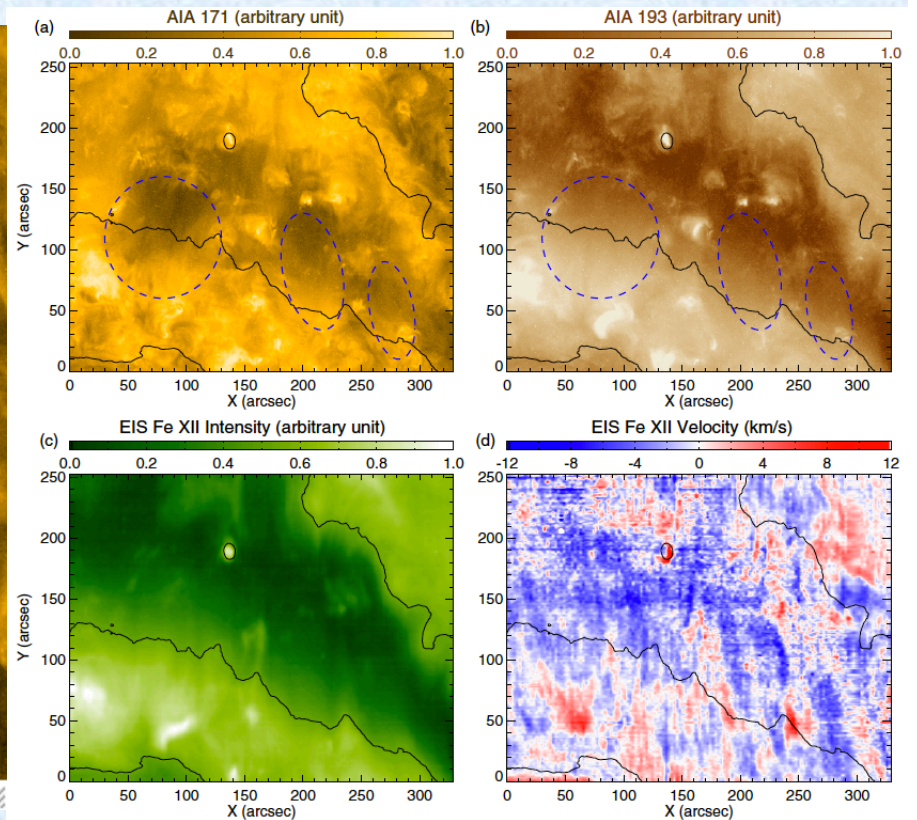 (a) AIA 171 (arbitrary unit)
0.0 0.2 0.4 0.6 0.8 1.0
250
200
150
100
50
0
Y (arcsec)
0 50 100 150 200 250 300
X (arcsec)
(b) AIA 193 (arbitrary unit)
0.0 0.2 0.4 0.6 0.8 1.0
250
200
150
100
50
0
0 50 100 150 200 250 300
X (arcsec)
(c) EIS Fe XII Intensity (arbitrary unit)
0.0 0.2 0.4 0.6 0.8 1.0
250
200
150
100
50
0
Y (arcsec)
0 50 100 150 200 250 300
X (arcsec)
(d) EIS Fe XII Velocity (km/s)
-12 -8 -4 0 4 8 12
250
200
150
100
50
0
0 50 100 150 200 250 300
X (arcsec)